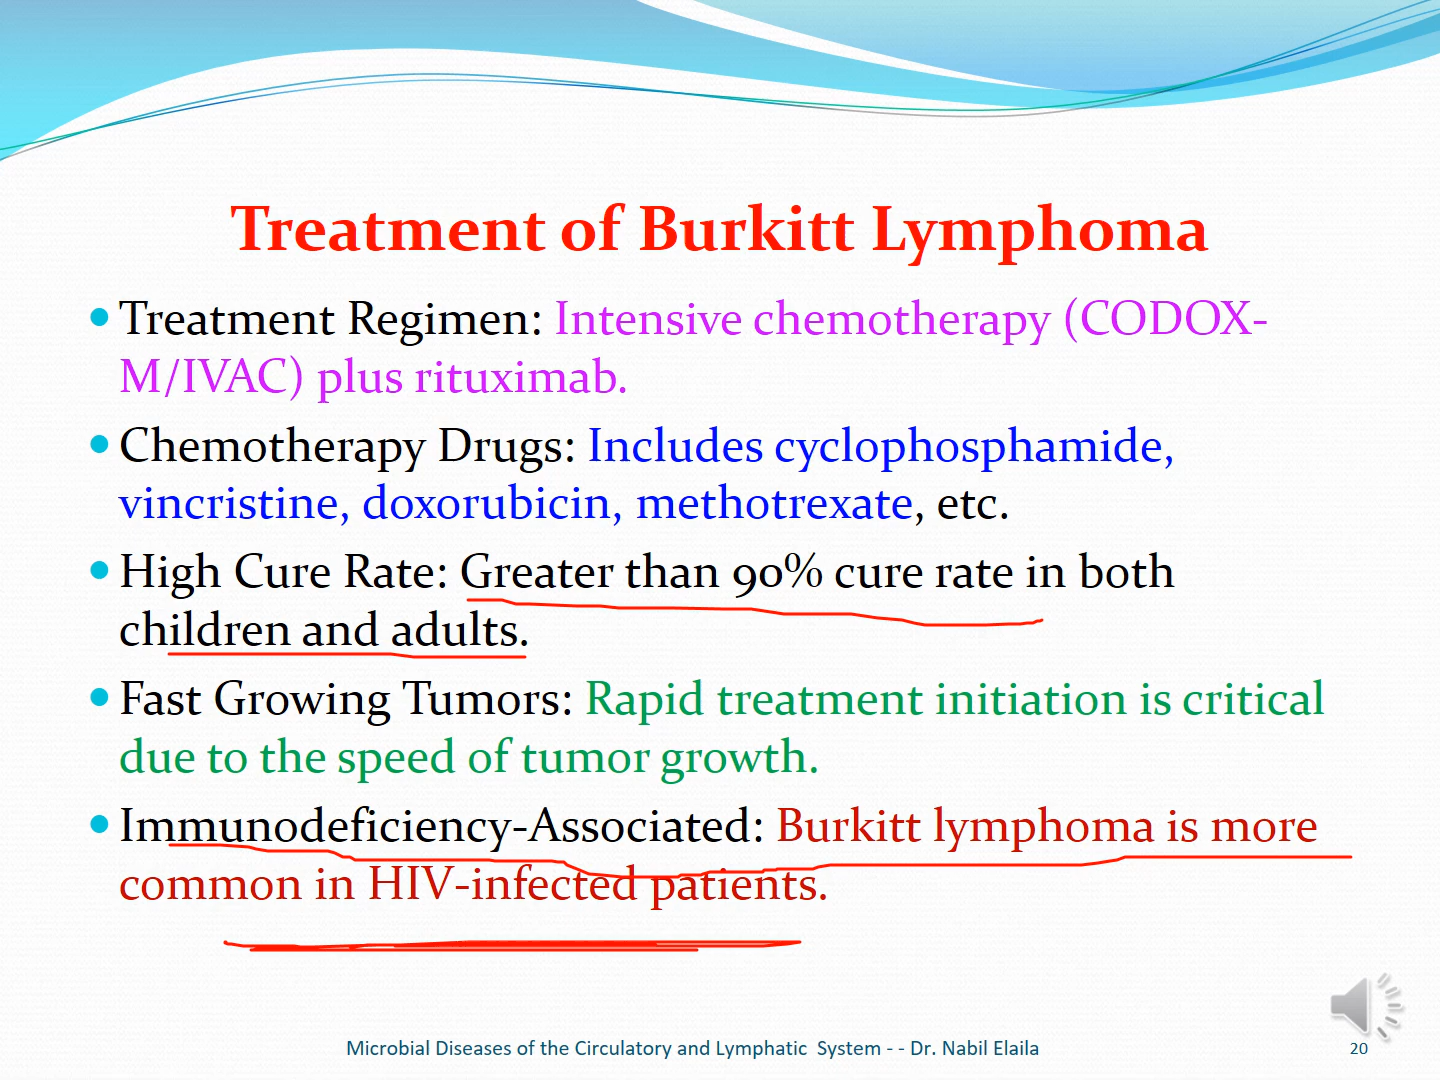 Treatment of Burkitt Lymphoma
• Treatment Regimen: Intensive chemotherapy (CODOX-
M/IVAC) plus rituximab.
• Chemotherapy Drugs: Includes cyclophosphamide,
vincristine, doxorubicin, methotrexate, etc.
• High Cure Rate: Greater than 90% cure rate in both
children and adults.
• Fast Growing Tumors: Rapid treatment initiation is critical
due to the speed of tumor growth.
• Immunodeficiency-Associated: Burkitt lymphoma is more
common in HIV-infected patients.
Microbial Diseases of the Circulatory and Lymphatic  System - - Dr. Nabil Elaila
20